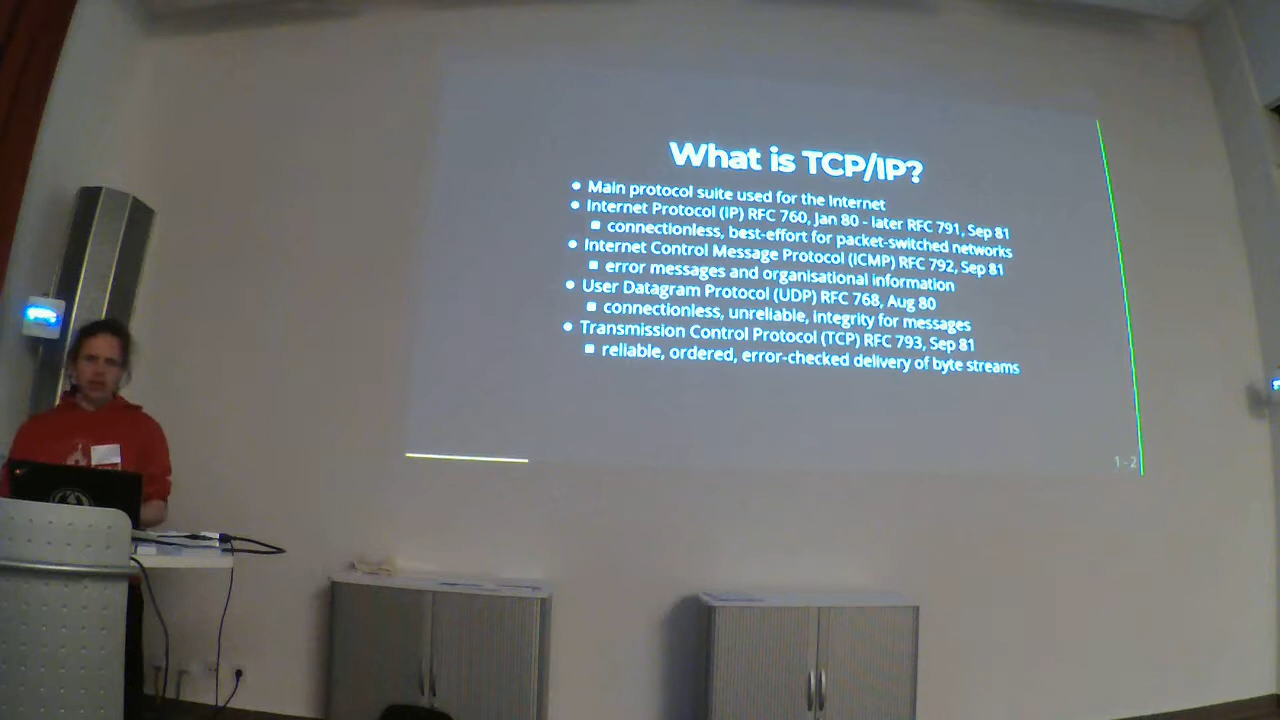 What is TCP/IP?
• Main protocol suite used for the Internet
• Internet Protocol (IP) RFC 760, Jan 80 - later RFC 791, Sep 81
▪ connectionless, best-effort for packet-switched networks
• Internet Control Message Protocol (ICMP) RFC 792, Sep 81
▪ error messages and organisational information
• User Datagram Protocol (UDP) RFC 768, Aug 80
▪ connectionless, unreliable, integrity for messages
• Transmission Control Protocol (TCP) RFC 793, Sep 81
▪ reliable, ordered, error-checked delivery of byte streams
1 - 2